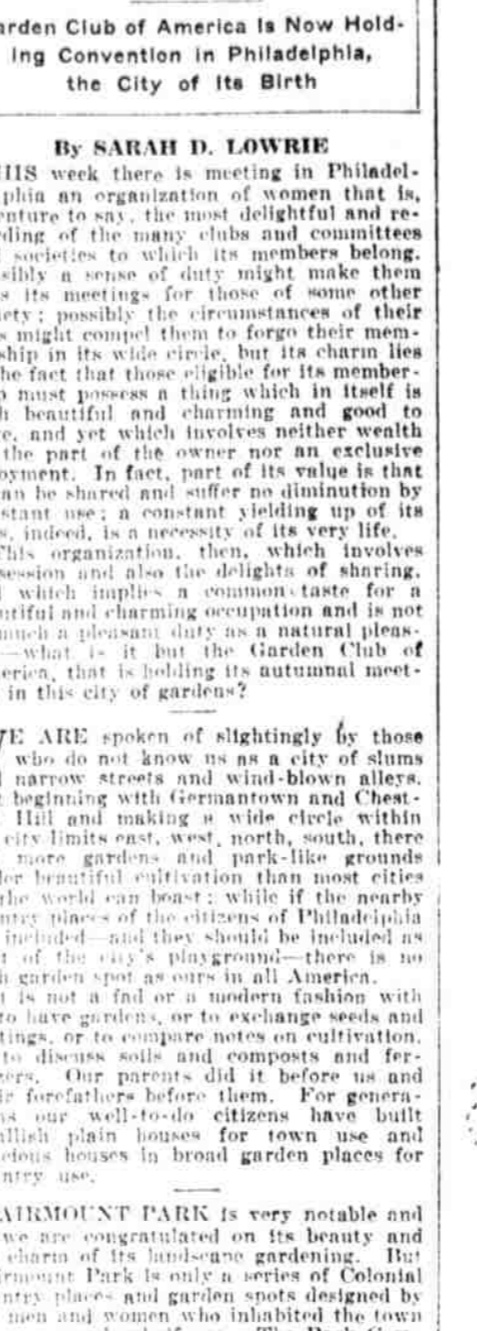 arden Club of America Is Now Hold-
ing Convention in Philadelphia,
the City of Its Birth
By SARAH D. LOWRIE
HIS week there is meeting in Philadel-
phia an organization of women that is,
enture to say, the most delightful and re-
ding of the many clubs and committees
societies to which its members belong.
sibly a sense of duty might make them
s its meetings for those of some other
ety; possibly the circumstances of their
s might compel them to forgo their mem-
ship in its wide circle, but its charm lies
he fact that those eligible for its member-
p must possess a thing which in itself is
h beautiful and charming and good to
e, and yet which involves neither wealth
the part of the owner nor an exclusive
oyment. In fact, part of its value is that
an be shared and suffer no diminution by
stant use; a constant yielding up of its
s, indeed, is a necessity of its very life.
This organization, then, which involves
session and also the delights of sharing,
which implies a common taste for a
utiful and charming occupation and is not
much a pleasant duty as a natural pleas-
—what is it but the Garden Club of
erica, that is holding its autumnal meet-
in this city of gardens?
E ARE spoken of slightingly by those
who do not know us as a city of slums
narrow streets and wind-blown alleys.
beginning with Germantown and Chest-
Hill and making a wide circle within
city limits east, west, north, south, there
more gardens and park-like grounds
er beautiful cultivation than most cities
the world can boast; while if the nearby
ntry places of the citizens of Philadelphia
included—and they should be included as
t of the city's playground—there is no
h garden spot as ours in all America.
t is not a fad or a modern fashion with
to have gardens, or to exchange seeds and
tings, or to compare notes on cultivation,
to discuss soils and composts and fer-
zers. Our parents did it before us and
ir forefathers before them. For genera-
ns our well-to-do citizens have built
allish plain houses for town use and
cious houses in broad garden places for
ntry use.
AIRMOUNT PARK is very notable and
we are congratulated on its beauty and
charm of its landscape gardening. But
irmount Park is only a series of Colonial
ntry places and garden spots designed by
men and women who inhabited the town